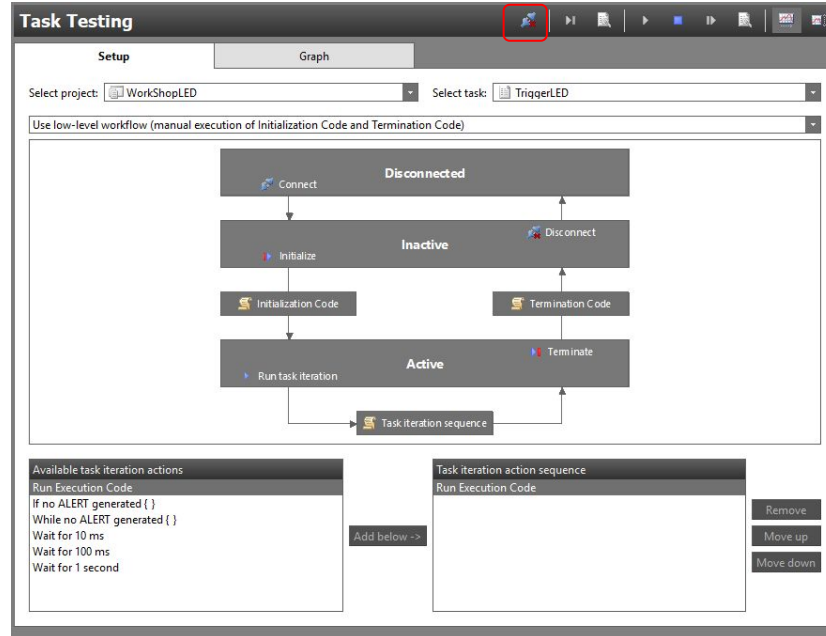 Task Testing
Setup
Graph
Select project: WorkShopLED
Select task: TriggerLED
Use low-level workflow (manual execution of Initialization Code and Termination Code)
Disconnected
Connect
Disconnect
Inactive
Initialize
Initialization Code
Termination Code
Terminate
Active
Run task iteration
Task iteration sequence
Available task iteration actions
Run Execution Code
If no ALERT generated { }
While no ALERT generated { }
Wait for 10 ms
Wait for 100 ms
Wait for 1 second
Add below ->
Task iteration action sequence
Run Execution Code
Remove
Move up
Move down